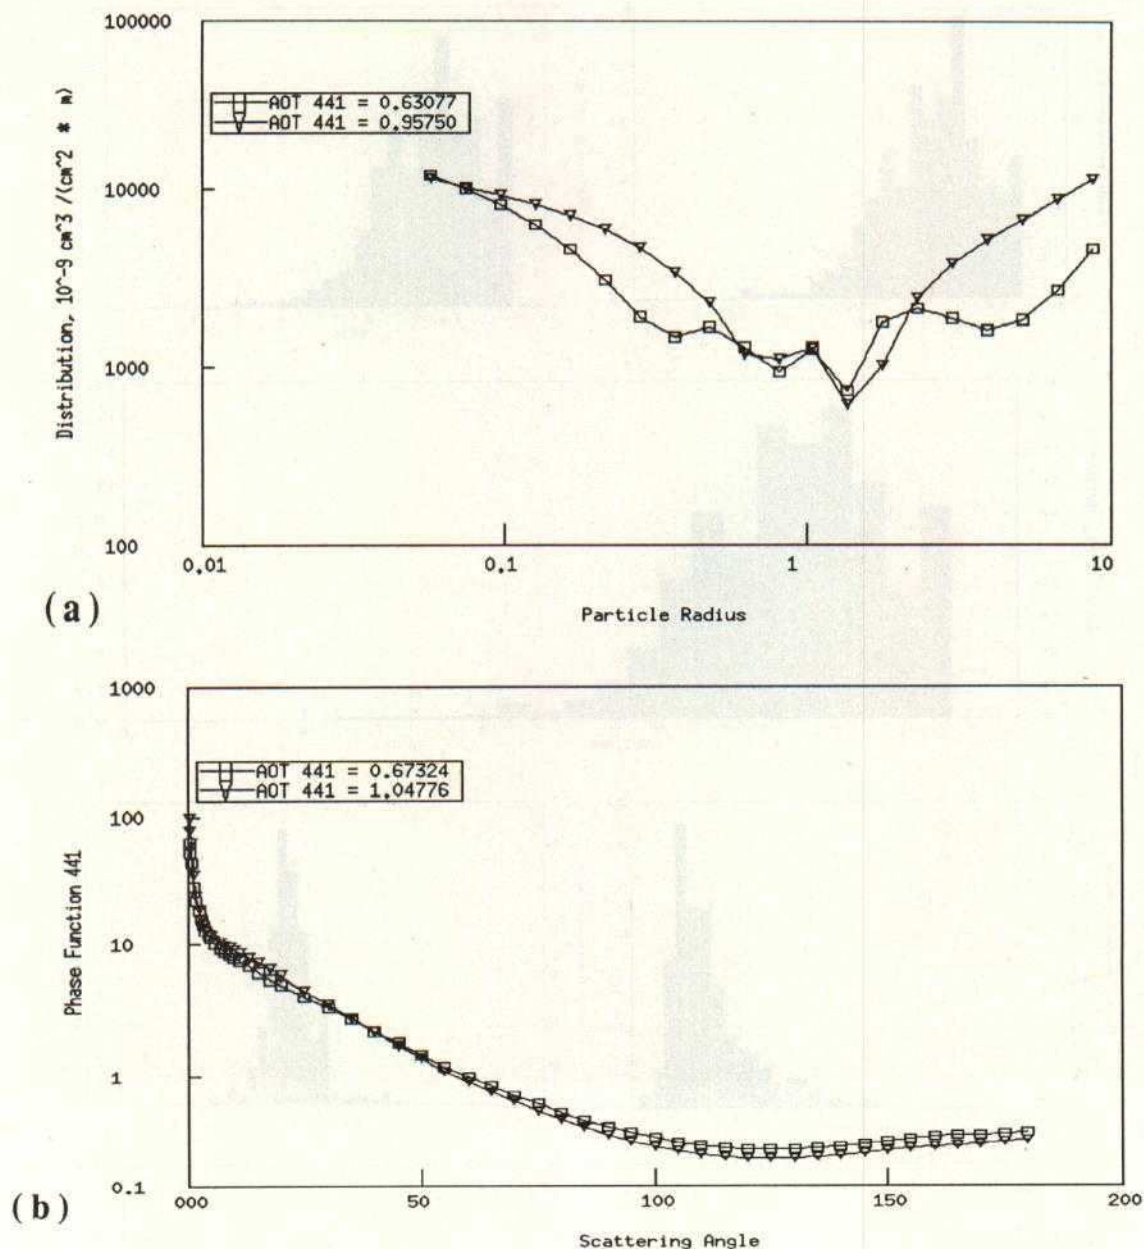 100000
AOT 441 = 0.63077
AOT 441 = 0.95750
Distribution, 10^-9 cm^3 /(cm^2 * m)
10000
1000
100
0.01 0.1 1 10
(a)
Particle Radius
1000
AOT 441 = 0.67324
AOT 441 = 1.04776
100
Phase Function 441
10
1
0.1
000 50 100 150 200
(b)
Scattering Angle